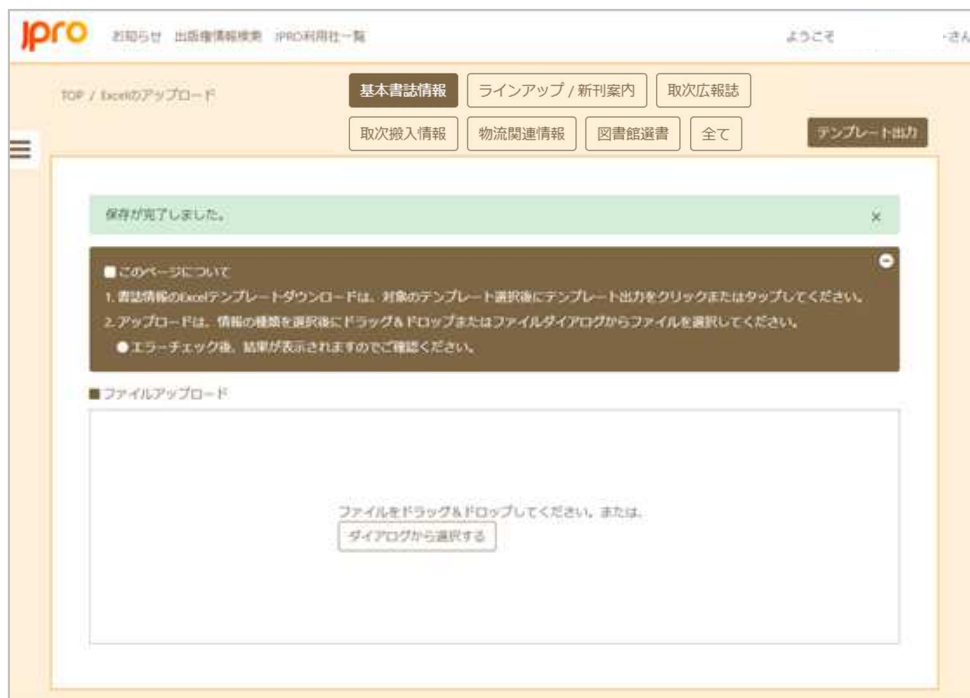 jpro お知らせ 出版権情報検索 JPRO利用社一覧 ようこそ さん
TOP / Excelのアップロード
基本書誌情報 ラインアップ / 新刊案内 取次広報誌
取次搬入情報 物流関連情報 図書館選書 全て テンプレート出力
保存が完了しました。 ×
■このページについて
1. 書誌情報のExcelテンプレートダウンロードは、対象のテンプレート選択後にテンプレート出力をクリックまたはタップしてください。
2.アップロードは、情報の種類を選択後にドラッグ&ドロップまたはファイルダイアログからファイルを選択してください。
●エラーチェック後、結果が表示されますのでご確認ください。
■ファイルアップロード
ファイルをドラッグ&ドロップしてください。または、
ダイアログから選択する